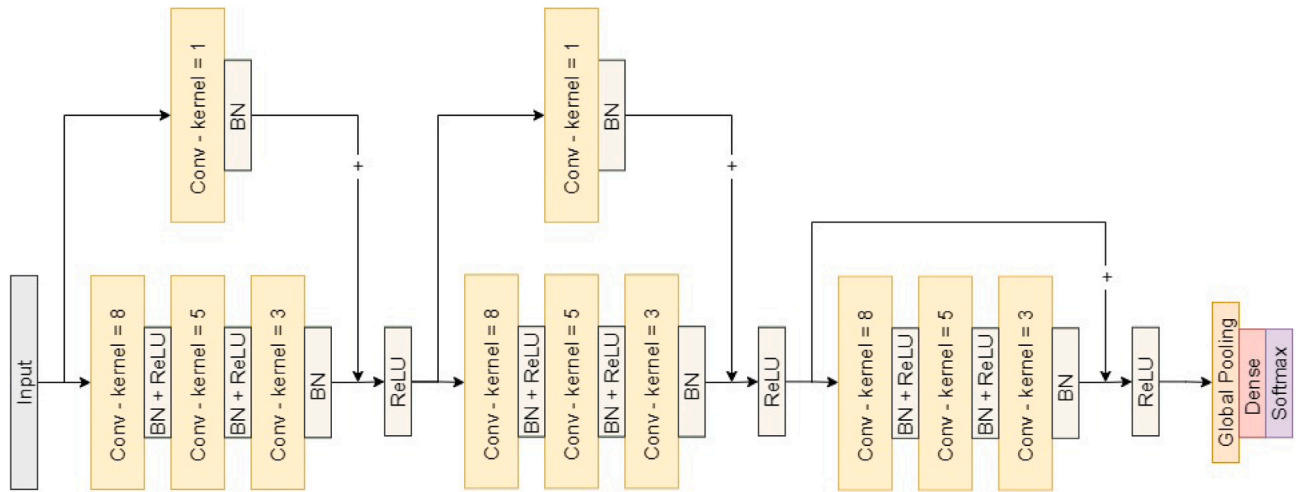 Input
Conv - kernel = 1
BN
+
Conv - kernel = 8
BN + ReLU
Conv - kernel = 5
BN + ReLU
Conv - kernel = 3
BN
ReLU
Conv - kernel = 1
BN
+
Conv - kernel = 8
BN + ReLU
Conv - kernel = 5
BN + ReLU
Conv - kernel = 3
BN
ReLU
+
Conv - kernel = 8
BN + ReLU
Conv - kernel = 5
BN + ReLU
Conv - kernel = 3
BN
ReLU
Global Pooling
Dense
Softmax